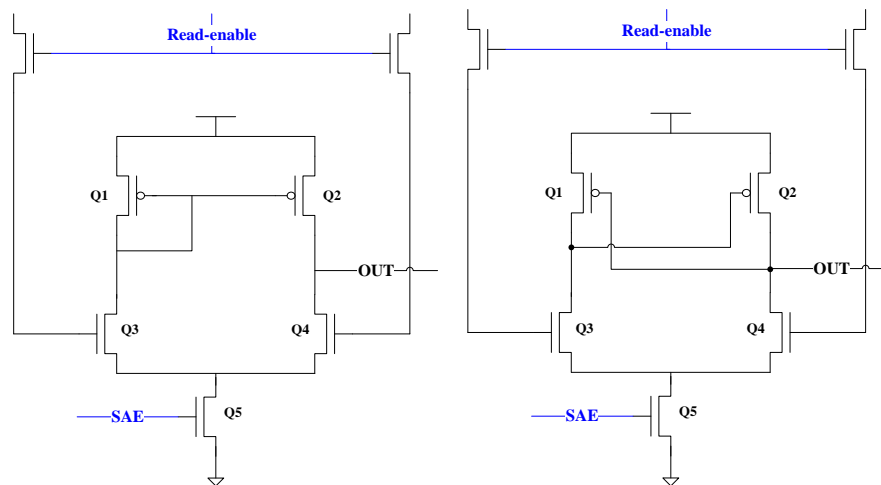 Read-enable
Q1
Q2
OUT
Q3
Q4
SAE
Q5
Read-enable
Q1
Q2
OUT
Q3
Q4
SAE
Q5